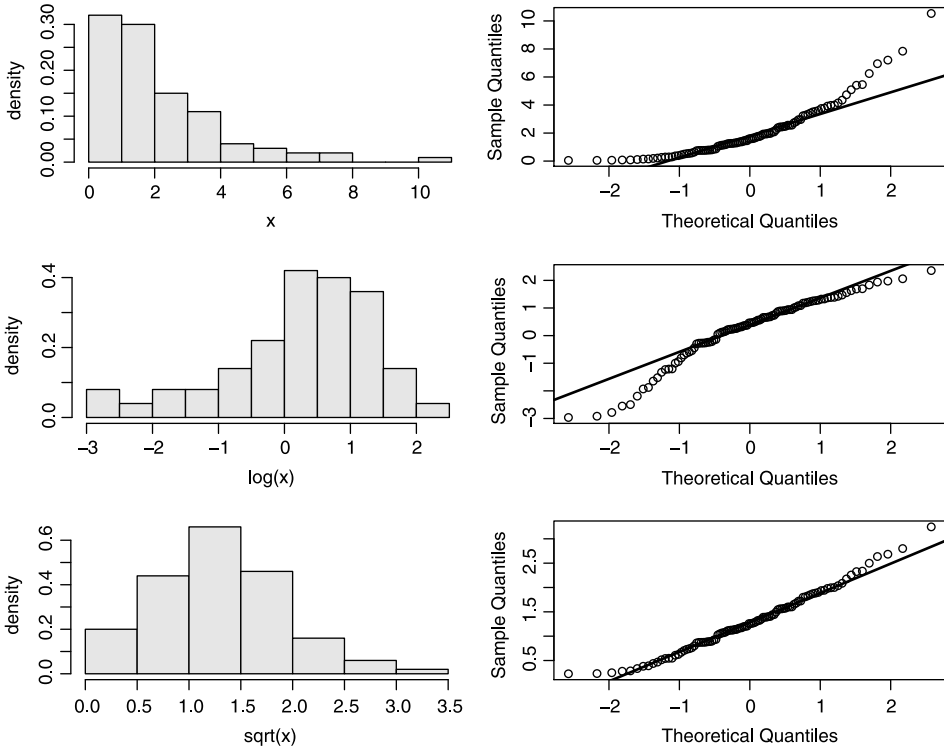 density
0.00 0.10 0.20 0.30
0 2 4 6 8 10
x
Sample Quantiles
0 2 4 6 8 10
−2 −1 0 1 2
Theoretical Quantiles
density
0.0 0.2 0.4
−3 −2 −1 0 1 2
log(x)
Sample Quantiles
−3 −1 0 1 2
−2 −1 0 1 2
Theoretical Quantiles
density
0.0 0.2 0.4 0.6
0.0 0.5 1.0 1.5 2.0 2.5 3.0 3.5
sqrt(x)
Sample Quantiles
0.5 1.5 2.5
−2 −1 0 1 2
Theoretical Quantiles